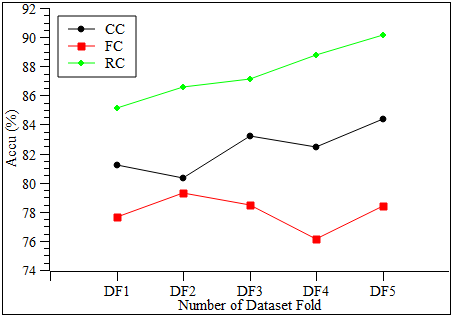 92
90
88
86
84
82
80
78
76
74
Accu (%)
CC
FC
RC
DF1 DF2 DF3 DF4 DF5
Number of Dataset Fold